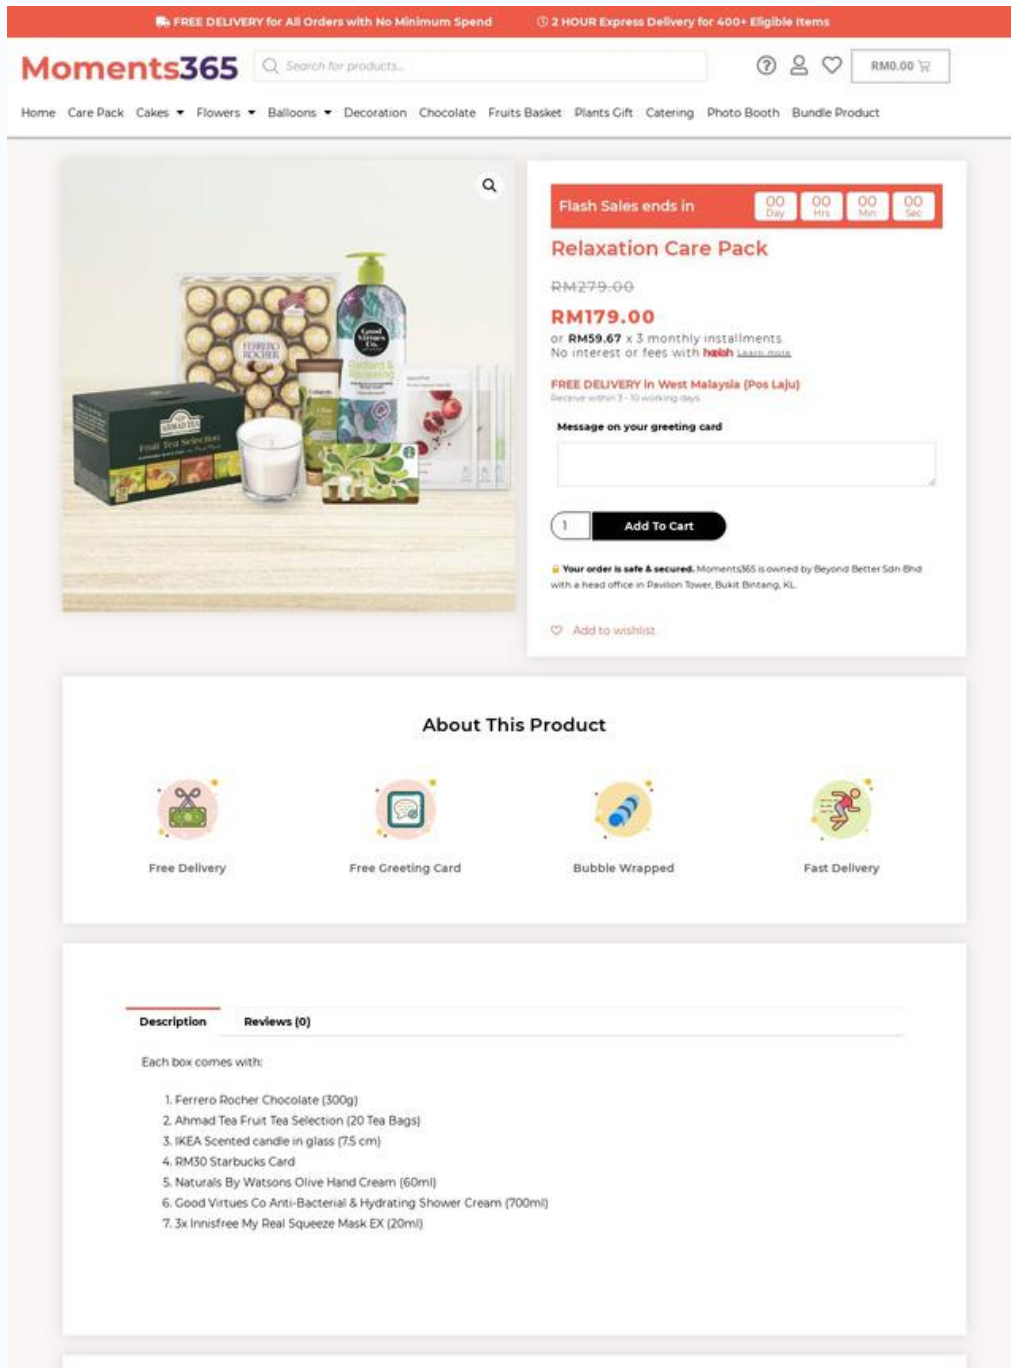 FREE DELIVERY for All Orders with No Minimum Spend
2 HOUR Express Delivery for 400+ Eligible Items
Moments365
Search for products...
RM0.00
Home Care Pack Cakes Flowers Balloons Decoration Chocolate Fruits Basket Plants Gift Catering Photo Booth Bundle Product
Flash Sales ends in
00 00 00 00
Day Hrs Min Sec
Relaxation Care Pack
RM279.00
RM179.00
or RM59.67 x 3 monthly installments
No interest or fees with hoolah Learn more
FREE DELIVERY in West Malaysia (Pos Laju)
Receive within 3 - 10 working days
Message on your greeting card
1
Add To Cart
Your order is safe & secured. Moments365 is owned by Beyond Better Sdn Bhd
with a head office in Pavilion Tower, Bukit Bintang, KL.
Add to wishlist
FERRERO
ROCHER
Good
Virtues
Co.
AHMAD TEA
Fruit Tea Selection
About This Product
Free Delivery
Free Greeting Card
Bubble Wrapped
Fast Delivery
Description
Reviews (0)
Each box comes with:
1. Ferrero Rocher Chocolate (300g)
2. Ahmad Tea Fruit Tea Selection (20 Tea Bags)
3. IKEA Scented candle in glass (7.5 cm)
4. RM30 Starbucks Card
5. Naturals By Watsons Olive Hand Cream (60ml)
6. Good Virtues Co Anti-Bacterial & Hydrating Shower Cream (700ml)
7. 3x Innisfree My Real Squeeze Mask EX (20ml)